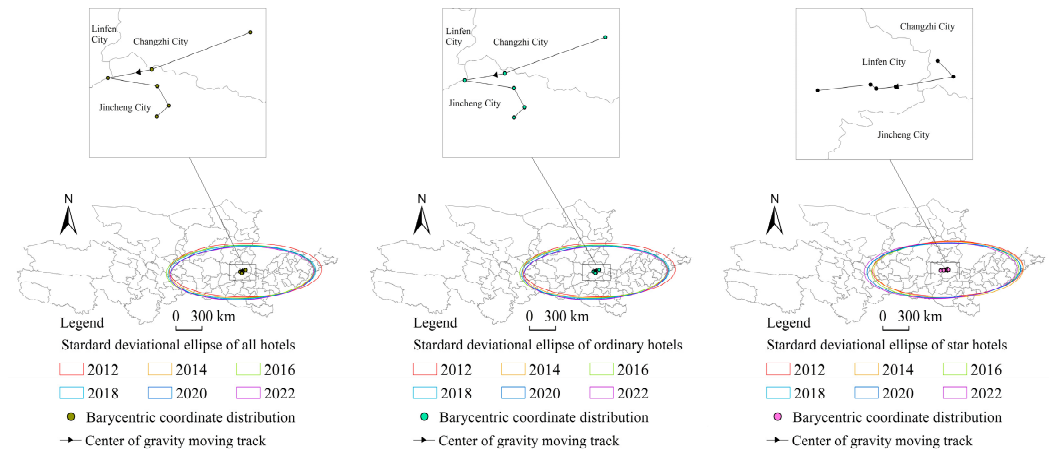 Linfen
City
Changzhi City
Jincheng City
Linfen
City
Changzhi City
Jincheng City
Changzhi City
Linfen City
Jincheng City
N
0 300 km
Legend
Stardard deviational ellipse of all hotels
2012 2014 2016
2018 2020 2022
Barycentric coordinate distribution
Center of gravity moving track
N
0 300 km
Legend
Stardard deviational ellipse of ordinary hotels
2012 2014 2016
2018 2020 2022
Barycentric coordinate distribution
Center of gravity moving track
N
0 300 km
Legend
Stardard deviational ellipse of star hotels
2012 2014 2016
2018 2020 2022
Barycentric coordinate distribution
Center of gravity moving track